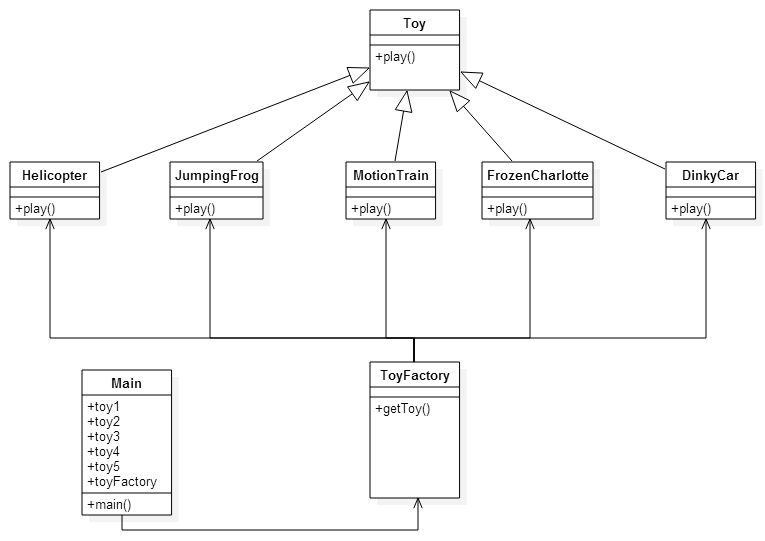 Toy
+play()
Helicopter
+play()
JumpingFrog
+play()
MotionTrain
+play()
FrozenCharlotte
+play()
DinkyCar
+play()
Main
+toy1
+toy2
+toy3
+toy4
+toy5
+toyFactory
+main()
ToyFactory
+getToy()